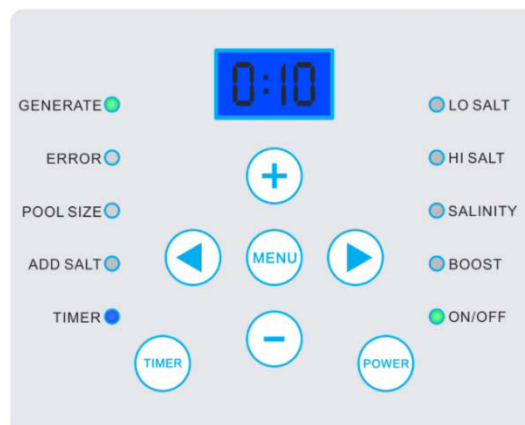 0:10
GENERATE
LO SALT
ERROR
HI SALT
POOL SIZE
SALINITY
ADD SALT
MENU
BOOST
TIMER
ON/OFF
TIMER
POWER